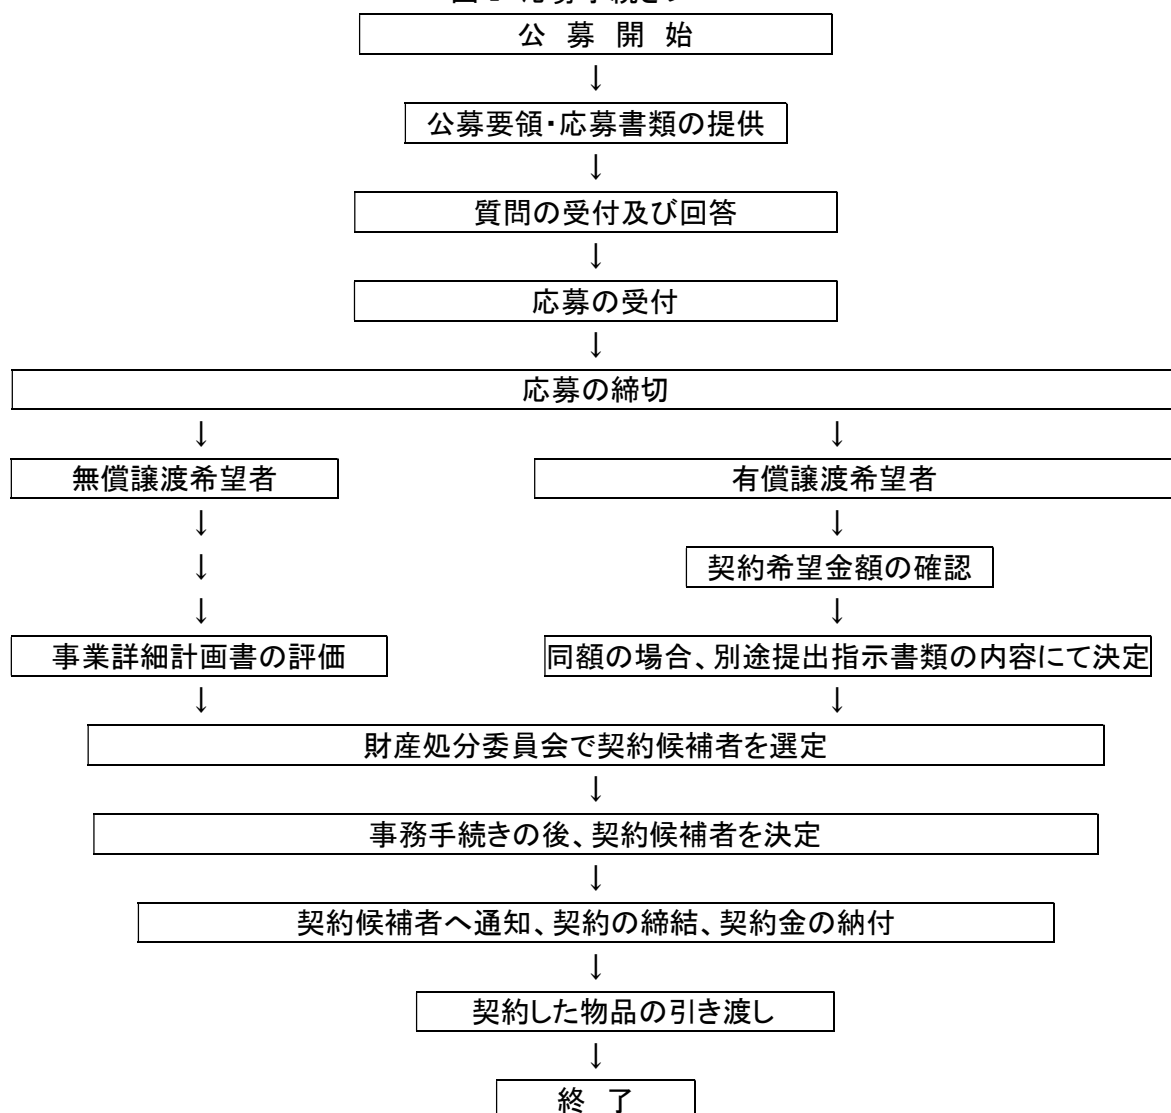 公 募 開 始
↓
公募要領・応募書類の提供
↓
質問の受付及び回答
↓
応募の受付
↓
応募の締切
↓ ↓
無償譲渡希望者 有償譲渡希望者
↓ ↓
↓ 契約希望金額の確認
↓ ↓
事業詳細計画書の評価 同額の場合、別途提出指示書類の内容にて決定
↓ ↓
財産処分委員会で契約候補者を選定
↓
事務手続きの後、契約候補者を決定
↓
契約候補者へ通知、契約の締結、契約金の納付
↓
契約した物品の引き渡し
↓
終 了